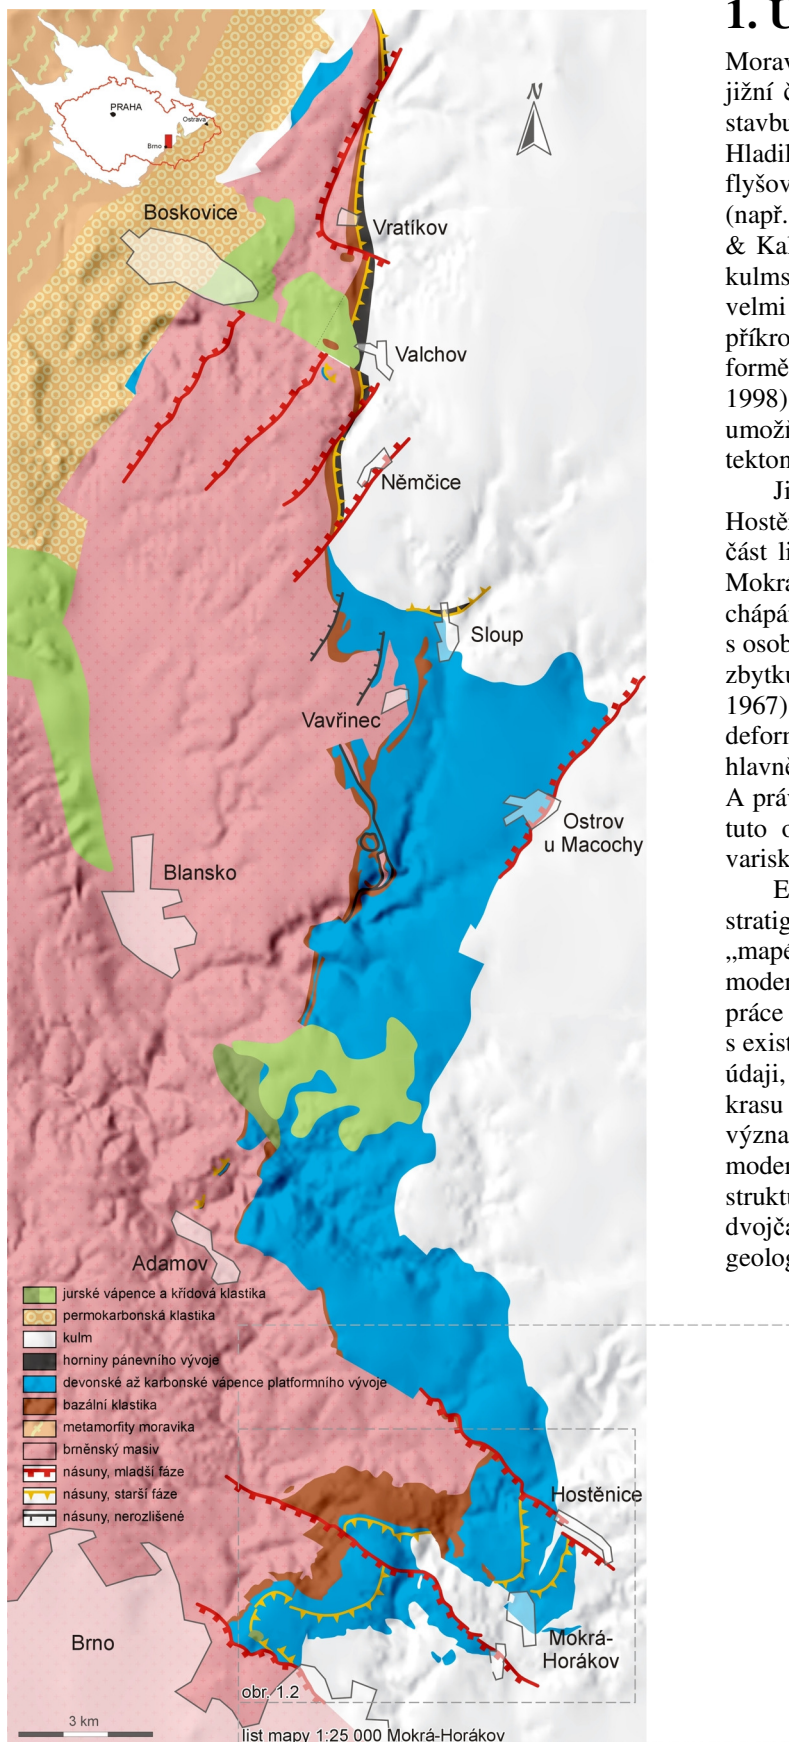 PRAHA
Ostrava
Brno
N
Boskovice
Vratíkov
Valchov
Němčice
Sloup
Vavřinec
Ostrov
u Macochy
Blansko
Adamov
jurské vápence a křídová klastika
permokarbonská klastika
kulm
horniny pánevního vývoje
devonské až karbonské vápence platformního vývoje
bazální klastika
metamorfity moravika
brněnský masiv
násuny, mladší fáze
násuny, starší fáze
násuny, nerozlišené
Hostěnice
Mokrá-
Horákov
Brno
obr. 1.2
3 km
list mapy 1:25 000 Mokrá-Horákov
1. Ú
Morav
jižní č
stavbu
Hladil
flyšov
(např.
& Kal
kulms
velmi
příkro
formě
1998)
umoži
tekton
Ji
Hostě
část li
Mokra
chápá
s osob
zbytku
1967)
deforn
hlavně
A práv
tuto o
varisk
E
stratig
„mapé
moder
práce
s exist
údaji,
krasu
význa
moder
struktu
dvojča
geolog